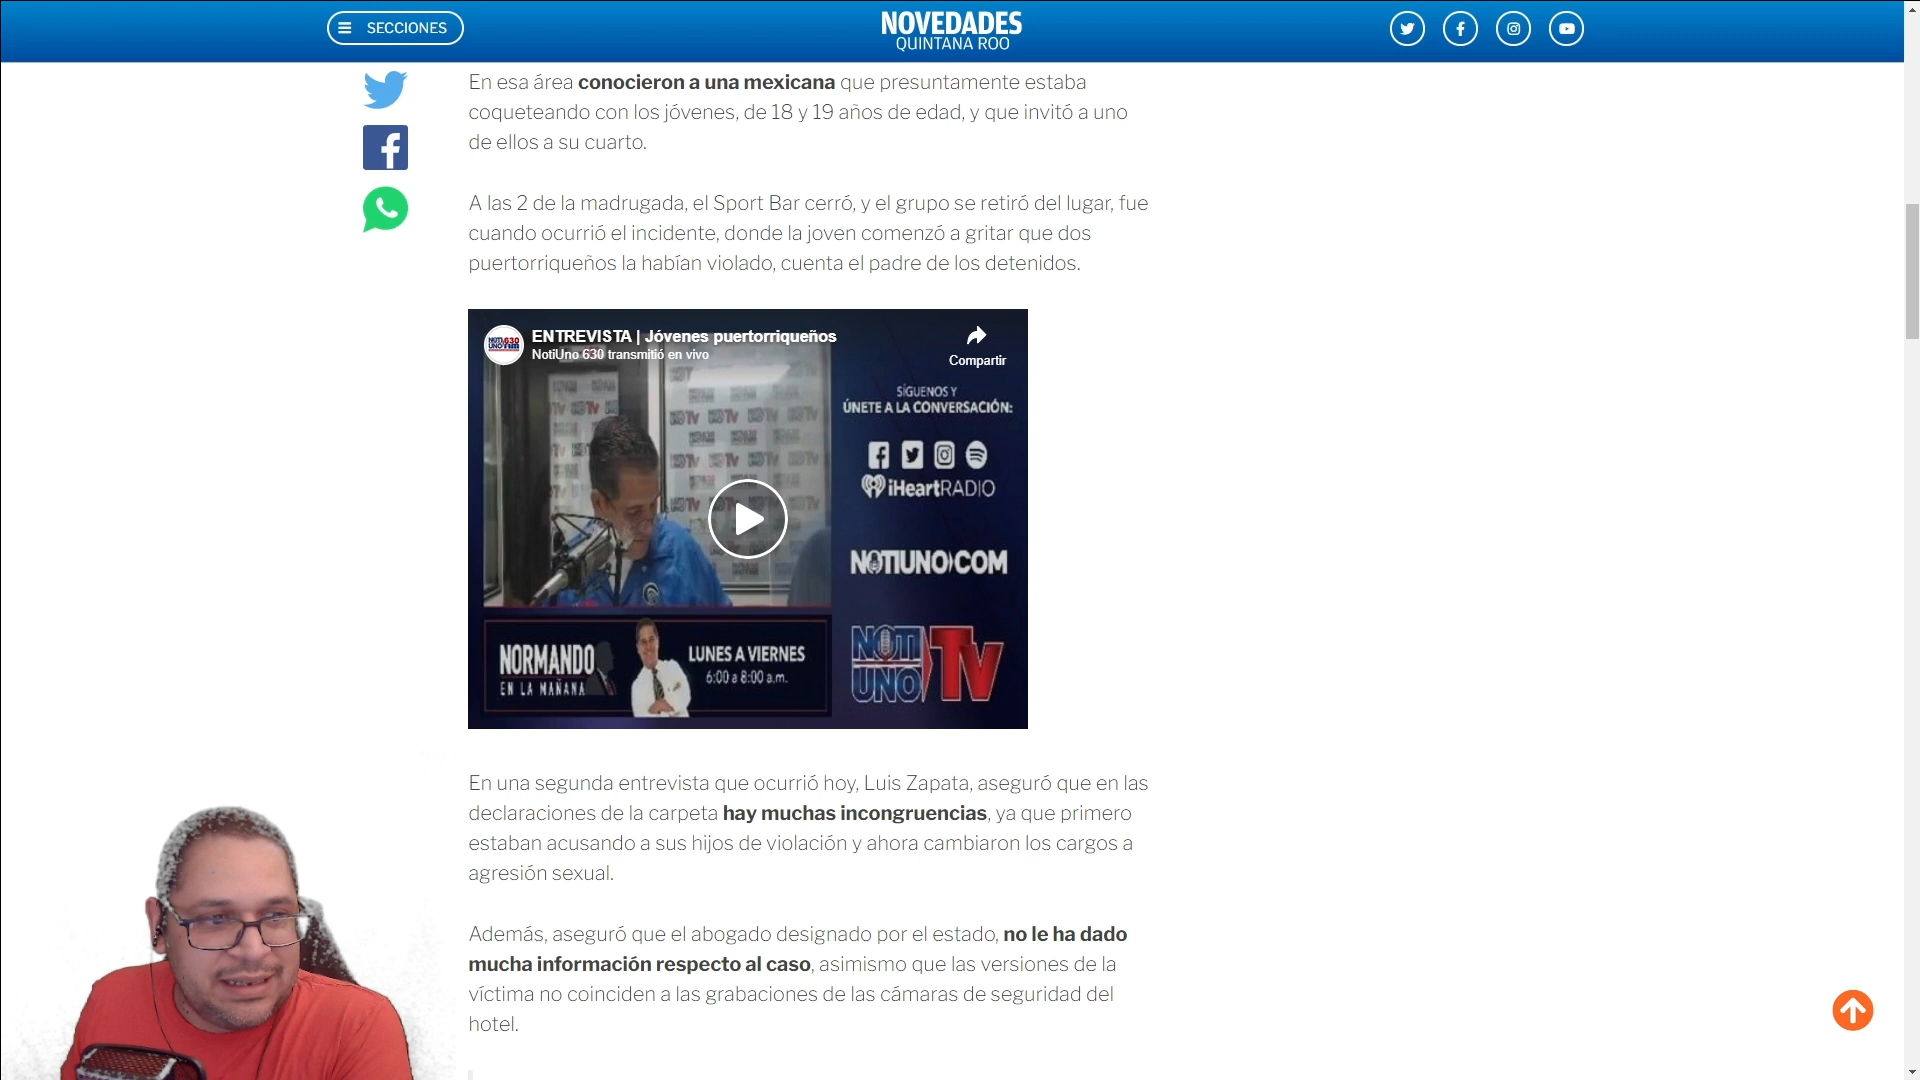 SECCIONES
NOVEDADES
QUINTANA ROO
En esa área conocieron a una mexicana que presuntamente estaba
coqueteando con los jóvenes, de 18 y 19 años de edad, y que invitó a uno
de ellos a su cuarto.
A las 2 de la madrugada, el Sport Bar cerró, y el grupo se retiró del lugar, fue
cuando ocurrió el incidente, donde la joven comenzó a gritar que dos
puertorriqueños la habían violado, cuenta el padre de los detenidos.
ENTREVISTA | Jóvenes puertorriqueños
NotiUno 630 transmitió en vivo
Compartir
SÍGUENOS Y
ÚNETE A LA CONVERSACIÓN:
iHeartRADIO
NOTIUNO.COM
NORMANDO
EN LA MAÑANA
LUNES A VIERNES
6:00 a 8:00 a.m.
NOTI
UNO
TV
En una segunda entrevista que ocurrió hoy, Luis Zapata, aseguró que en las
declaraciones de la carpeta hay muchas incongruencias, ya que primero
estaban acusando a sus hijos de violación y ahora cambiaron los cargos a
agresión sexual.
Además, aseguró que el abogado designado por el estado, no le ha dado
mucha información respecto al caso, asimismo que las versiones de la
víctima no coinciden a las grabaciones de las cámaras de seguridad del
hotel.